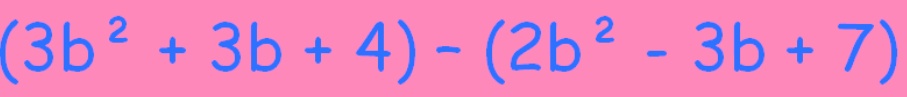 (3b² + 3b + 4) - (2b² - 3b + 7)